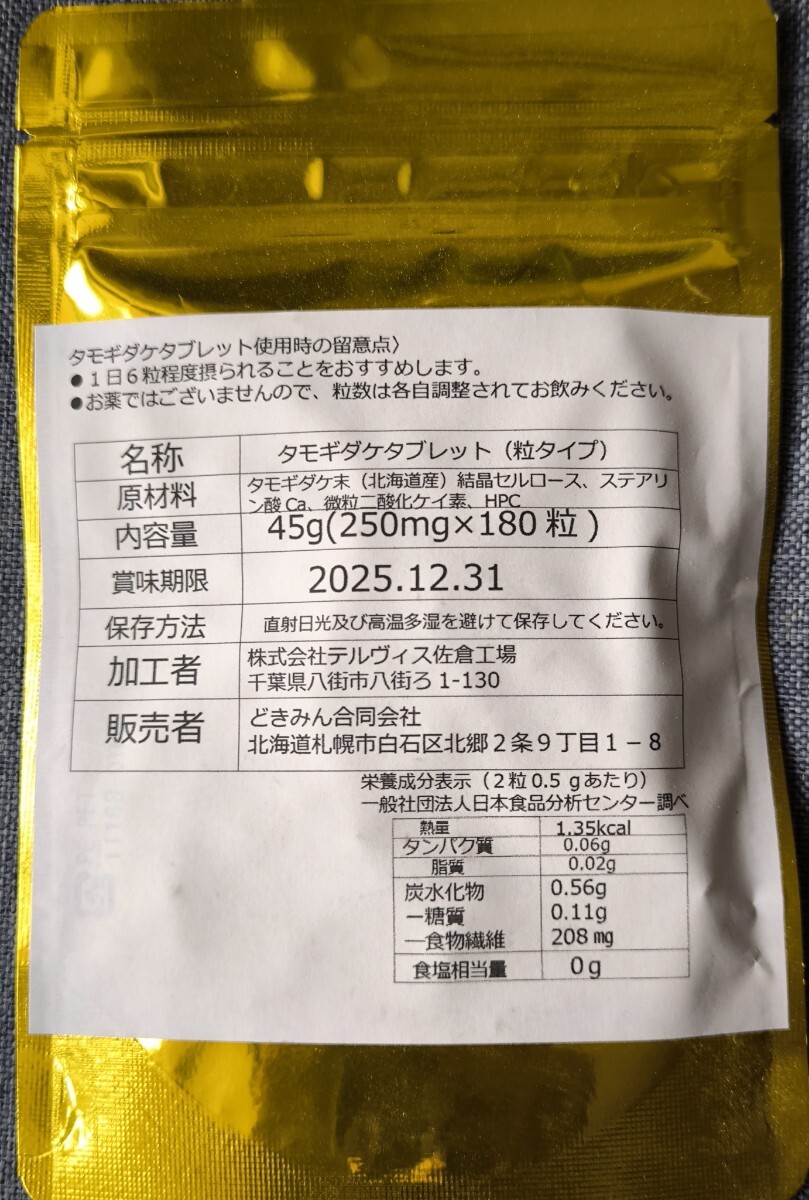 タモギダケタブレット使用時の留意点〉
●１日６粒程度摂られることをおすすめします。
●お薬ではございませんので、粒数は各自調整されてお飲みください。
名称 タモギダケタブレット（粒タイプ）
原材料 タモギダケ末（北海道産）結晶セルロース、ステアリ
ン酸 Ca、微粒二酸化ケイ素、HPC
内容量 45g(250mg×180 粒 )
賞味期限 2025.12.31
保存方法 直射日光及び高温多湿を避けて保存してください。
加工者 株式会社テルヴィス佐倉工場
千葉県八街市八街ろ 1-130
販売者 どきみん合同会社
北海道札幌市白石区北郷２条９丁目１－８
栄養成分表示（２粒 0.5 ｇあたり）
一般社団法人日本食品分析センター調べ
熱量 1.35kcal
タンパク質 0.06g
脂質 0.02g
炭水化物 0.56g
ー糖質 0.11g
―食物繊維 208 ㎎
食塩相当量 0ｇ